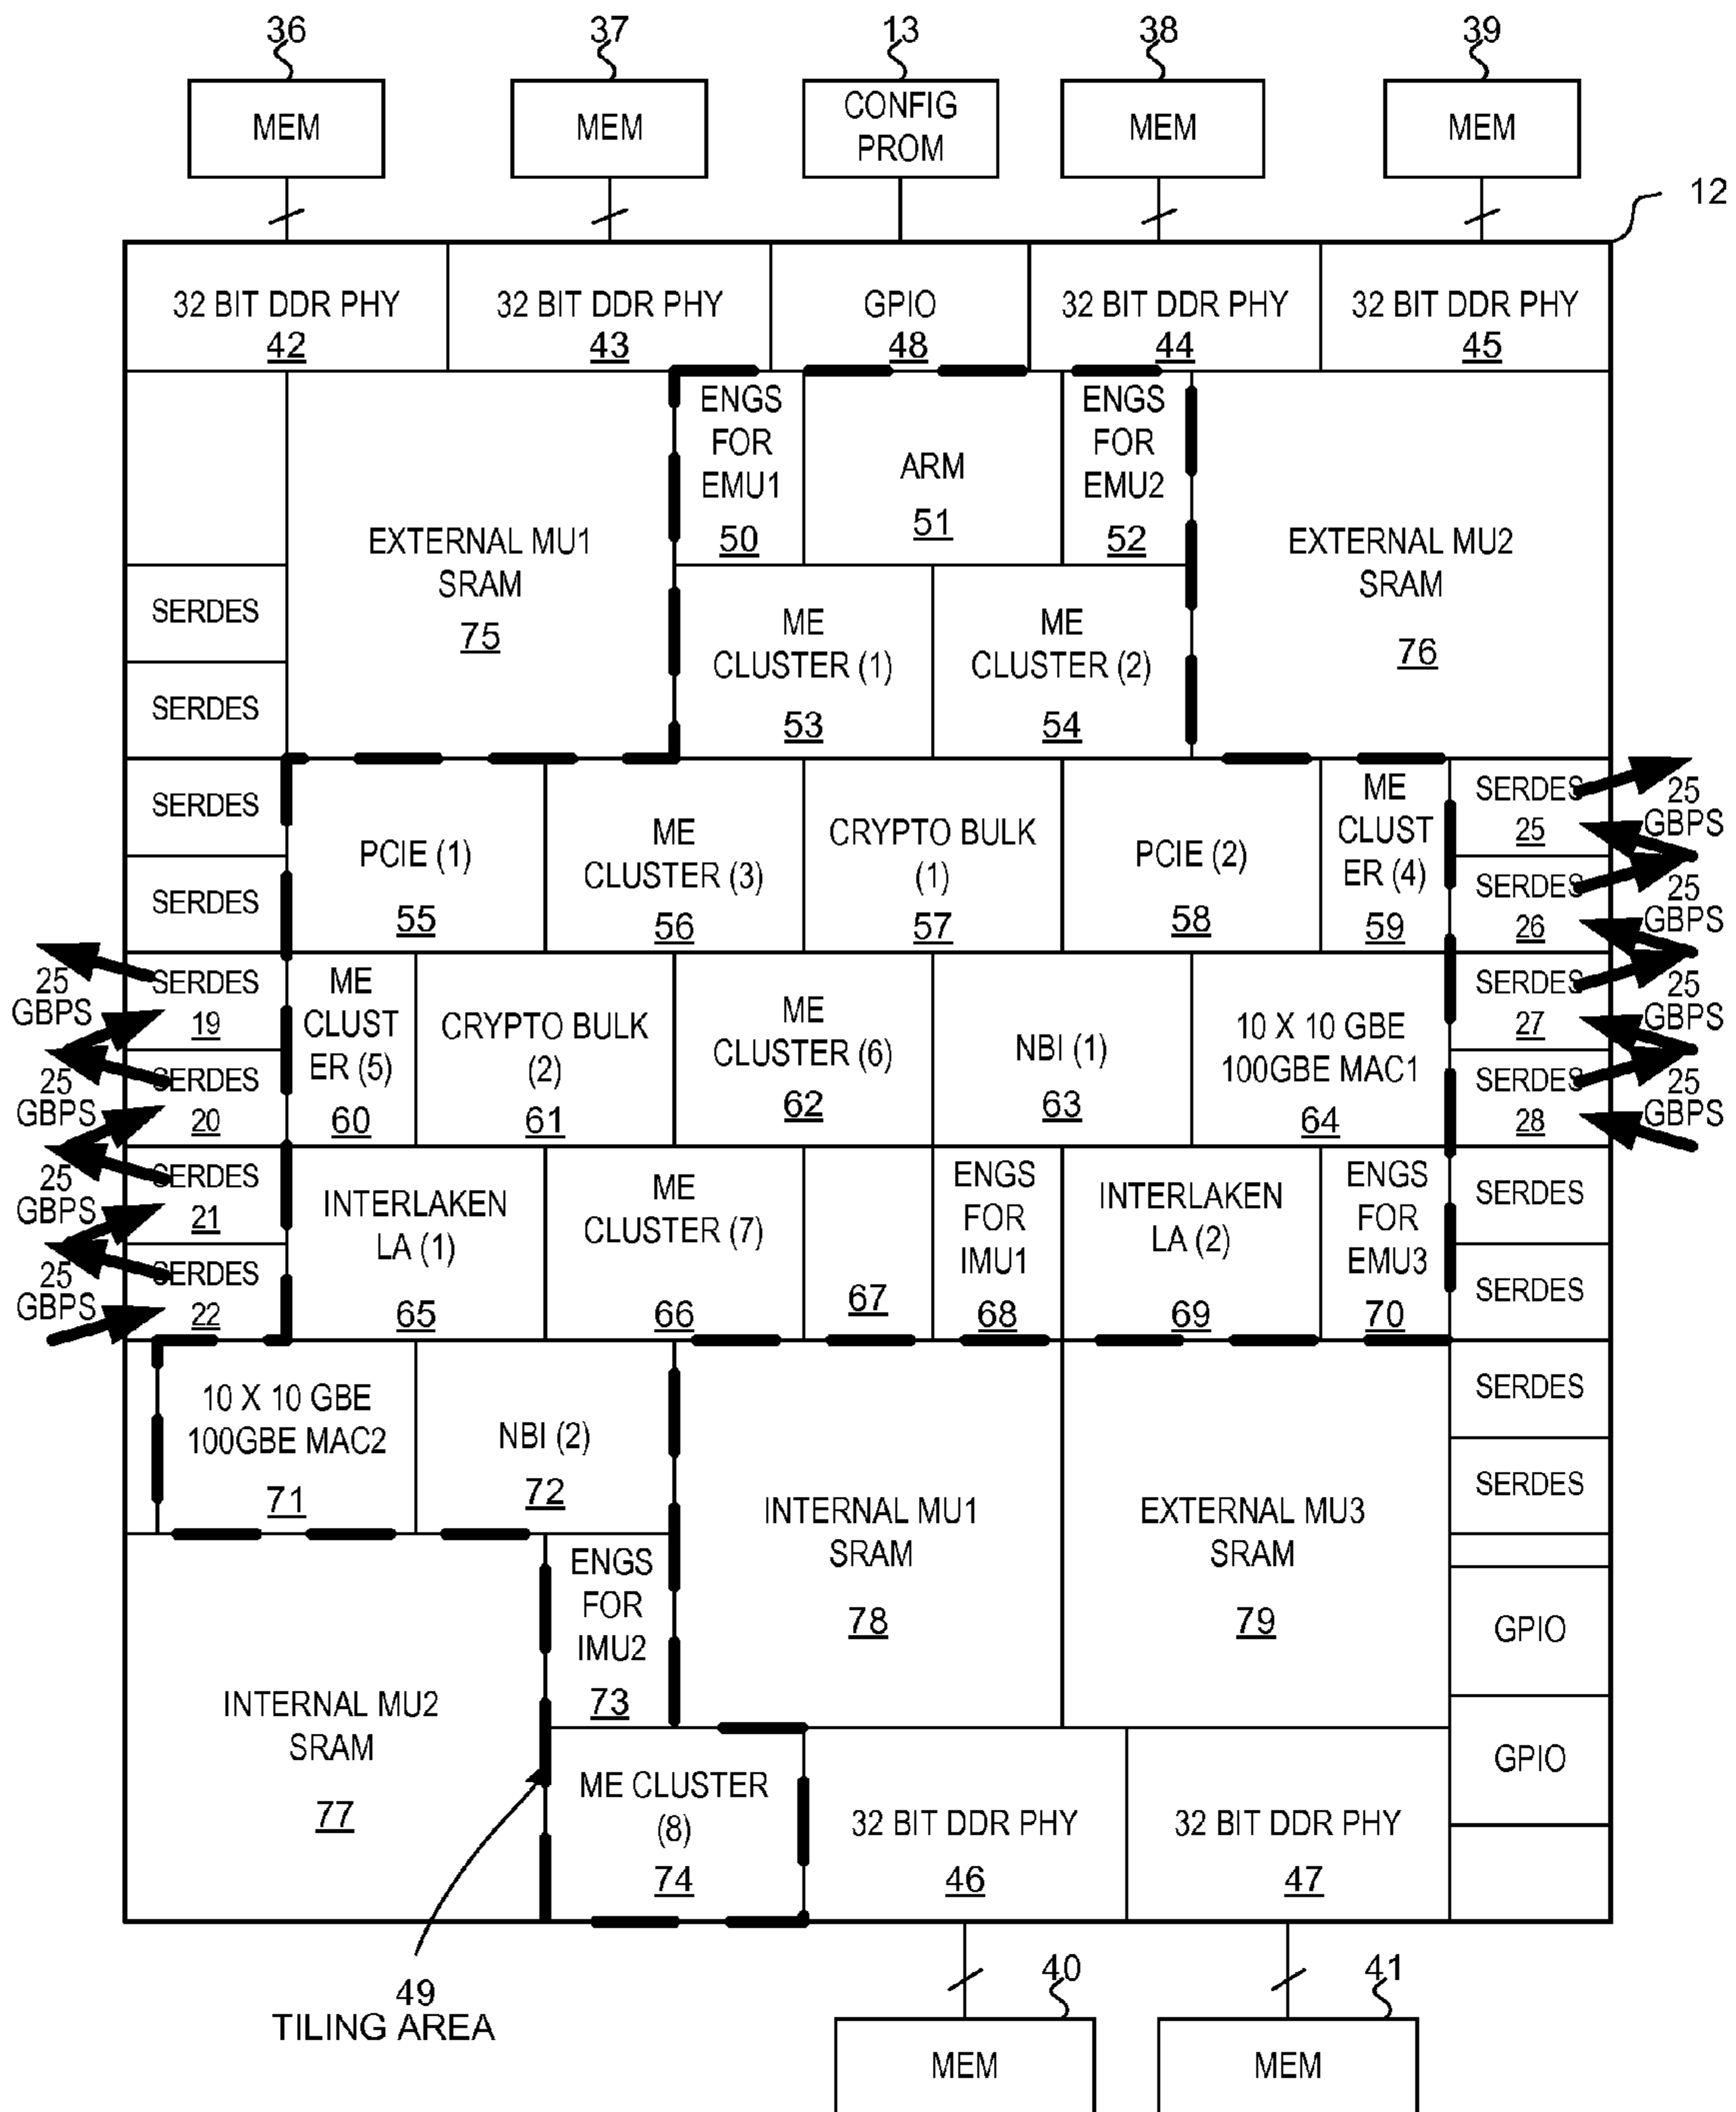 36
37
13
38
39
MEM
MEM
CONFIG
PROM
MEM
MEM
12
32 BIT DDR PHY
42
32 BIT DDR PHY
43
GPIO
48
32 BIT DDR PHY
44
32 BIT DDR PHY
45
EXTERNAL MU1
SRAM
75
ENGS
FOR
EMU1
50
ARM
51
ENGS
FOR
EMU2
52
EXTERNAL MU2
SRAM
76
SERDES
SERDES
ME
CLUSTER (1)
53
ME
CLUSTER (2)
54
SERDES
SERDES
PCIE (1)
55
ME
CLUSTER (3)
56
CRYPTO BULK
(1)
57
PCIE (2)
58
ME
CLUST
ER (4)
59
SERDES
25
25
GBPS
SERDES
26
25
GBPS
25
GBPS
SERDES
19
25
GBPS
SERDES
20
ME
CLUST
ER (5)
60
CRYPTO BULK
(2)
61
ME
CLUSTER (6)
62
NBI (1)
63
10 X 10 GBE
100GBE MAC1
64
SERDES
27
25
GBPS
SERDES
28
25
GBPS
25
GBPS
SERDES
21
25
GBPS
SERDES
22
INTERLAKEN
LA (1)
65
ME
CLUSTER (7)
66
67
ENGS
FOR
IMU1
68
INTERLAKEN
LA (2)
69
ENGS
FOR
EMU3
70
SERDES
SERDES
10 X 10 GBE
100GBE MAC2
71
NBI (2)
72
INTERNAL MU1
SRAM
78
EXTERNAL MU3
SRAM
79
SERDES
SERDES
INTERNAL MU2
SRAM
77
ENGS
FOR
IMU2
73
GPIO
GPIO
ME CLUSTER
(8)
74
32 BIT DDR PHY
46
32 BIT DDR PHY
47
49
TILING AREA
40
41
MEM
MEM